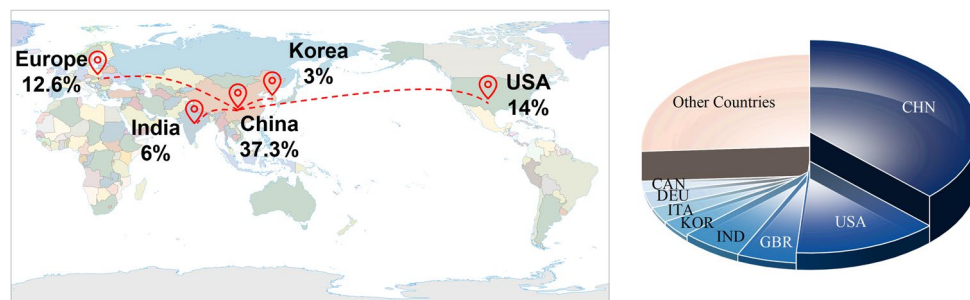 Europe
12.6%
Korea
3%
USA
14%
India
6%
China
37.3%
Other Countries
CHN
CAN
DEU
ITA
KOR
IND
GBR
USA